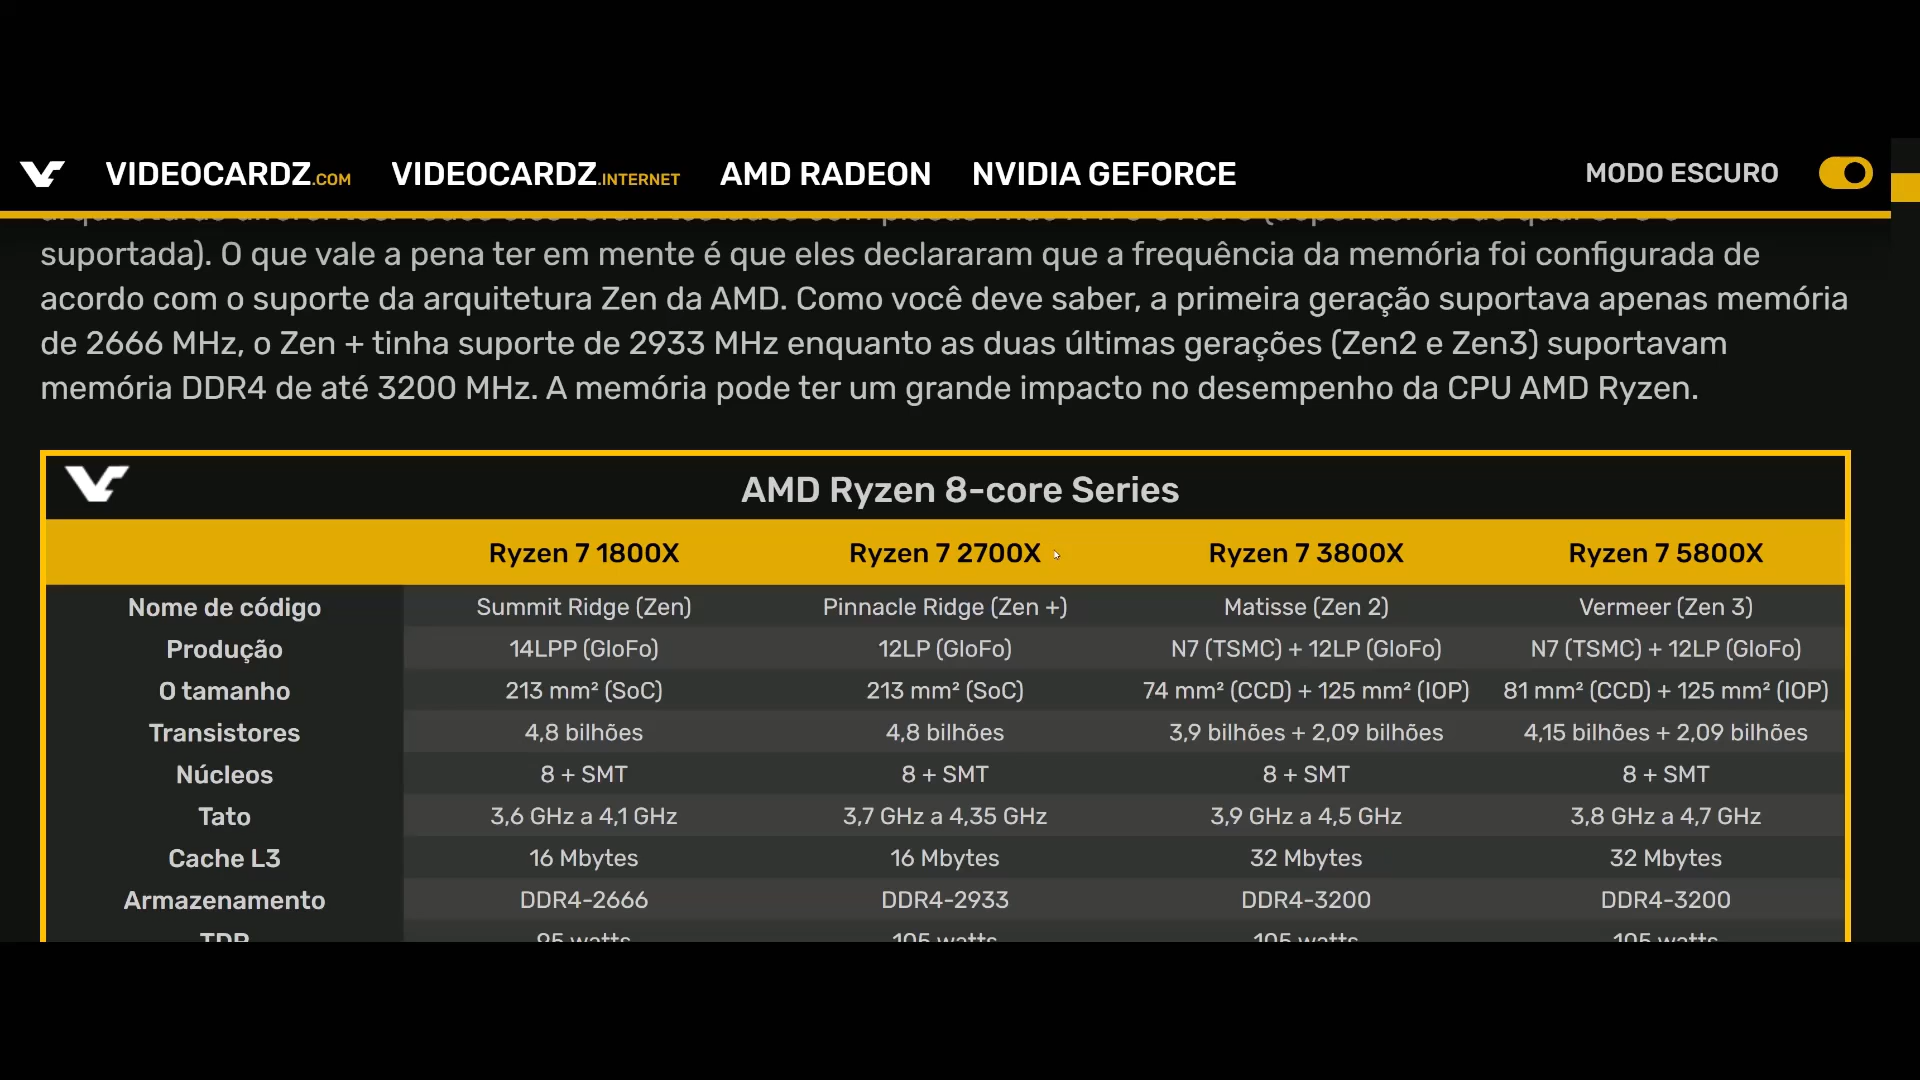 VIDEOCARDZ.COM VIDEOCARDZ.INTERNET AMD RADEON NVIDIA GEFORCE MODO ESCURO
suportada). O que vale a pena ter em mente é que eles declararam que a frequência da memória foi configurada de
acordo com o suporte da arquitetura Zen da AMD. Como você deve saber, a primeira geração suportava apenas memória
de 2666 MHz, o Zen + tinha suporte de 2933 MHz enquanto as duas últimas gerações (Zen2 e Zen3) suportavam
memória DDR4 de até 3200 MHz. A memória pode ter um grande impacto no desempenho da CPU AMD Ryzen.
AMD Ryzen 8-core Series
Ryzen 7 1800X Ryzen 7 2700X Ryzen 7 3800X Ryzen 7 5800X
Nome de código Summit Ridge (Zen) Pinnacle Ridge (Zen +) Matisse (Zen 2) Vermeer (Zen 3)
Produção 14LPP (GloFo) 12LP (GloFo) N7 (TSMC) + 12LP (GloFo) N7 (TSMC) + 12LP (GloFo)
O tamanho 213 mm² (SoC) 213 mm² (SoC) 74 mm² (CCD) + 125 mm² (IOP) 81 mm² (CCD) + 125 mm² (IOP)
Transistores 4,8 bilhões 4,8 bilhões 3,9 bilhões + 2,09 bilhões 4,15 bilhões + 2,09 bilhões
Núcleos 8 + SMT 8 + SMT 8 + SMT 8 + SMT
Tato 3,6 GHz a 4,1 GHz 3,7 GHz a 4,35 GHz 3,9 GHz a 4,5 GHz 3,8 GHz a 4,7 GHz
Cache L3 16 Mbytes 16 Mbytes 32 Mbytes 32 Mbytes
Armazenamento DDR4-2666 DDR4-2933 DDR4-3200 DDR4-3200
TDP 95 watts 105 watts 105 watts 105 watts